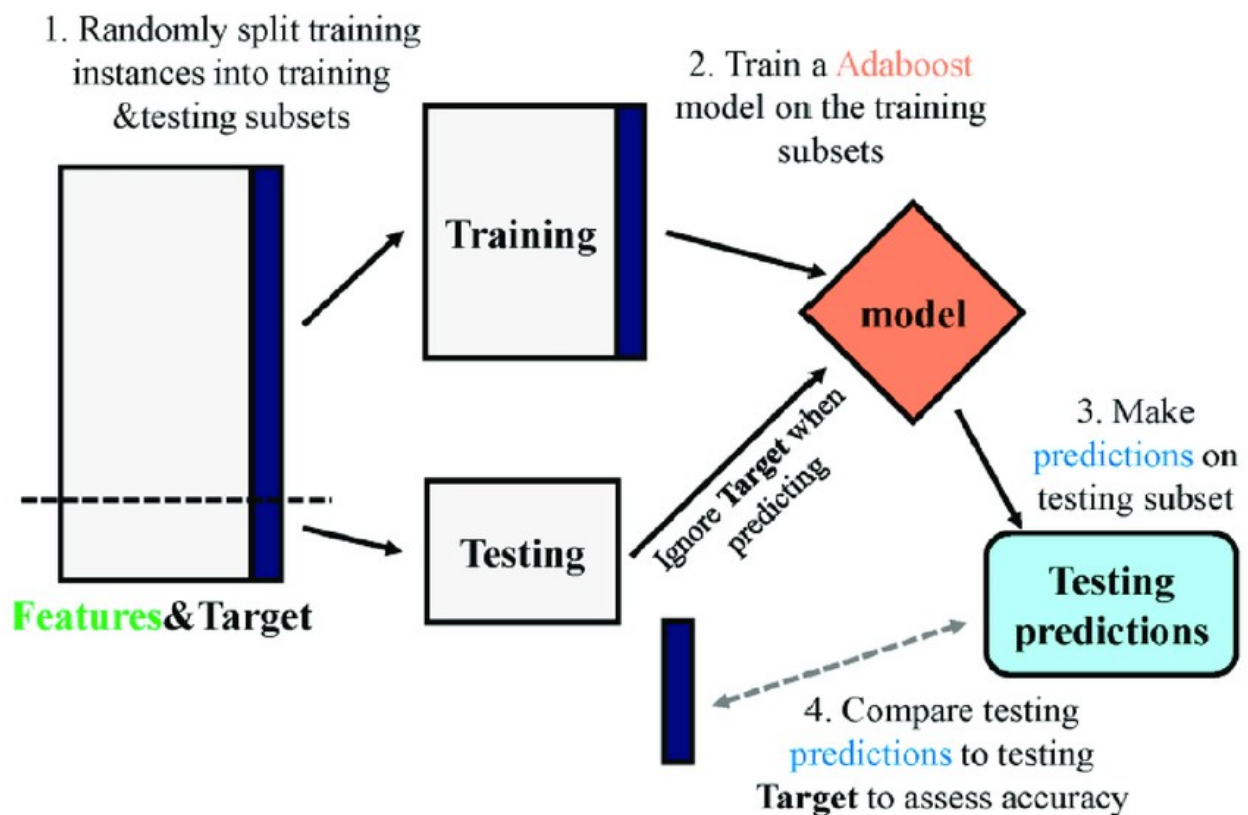 1. Randomly split training
instances into training
&testing subsets
2. Train a Adaboost
model on the training
subsets
Training
model
Ignore Target when
predicting
3. Make
predictions on
testing subset
Testing
Features&Target
Testing
predictions
4. Compare testing
predictions to testing
Target to assess accuracy